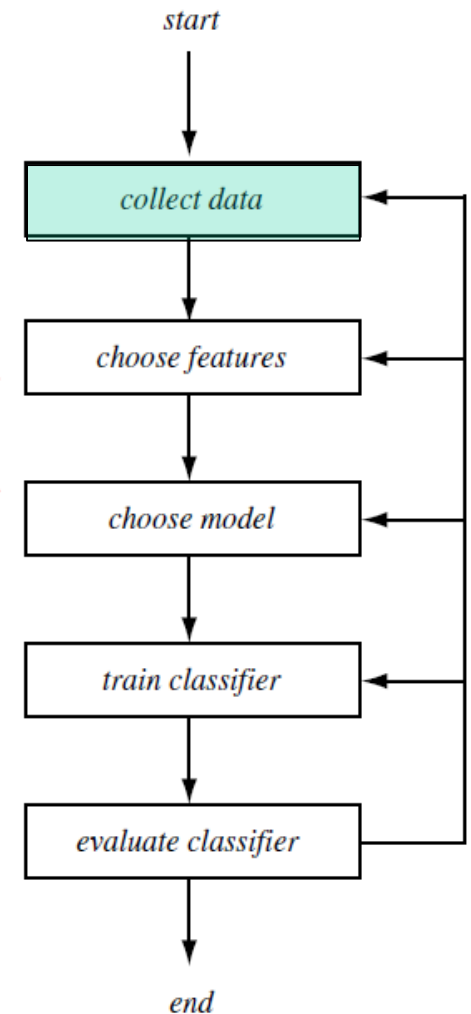 start
collect data
choose features
choose model
train classifier
evaluate classifier
end